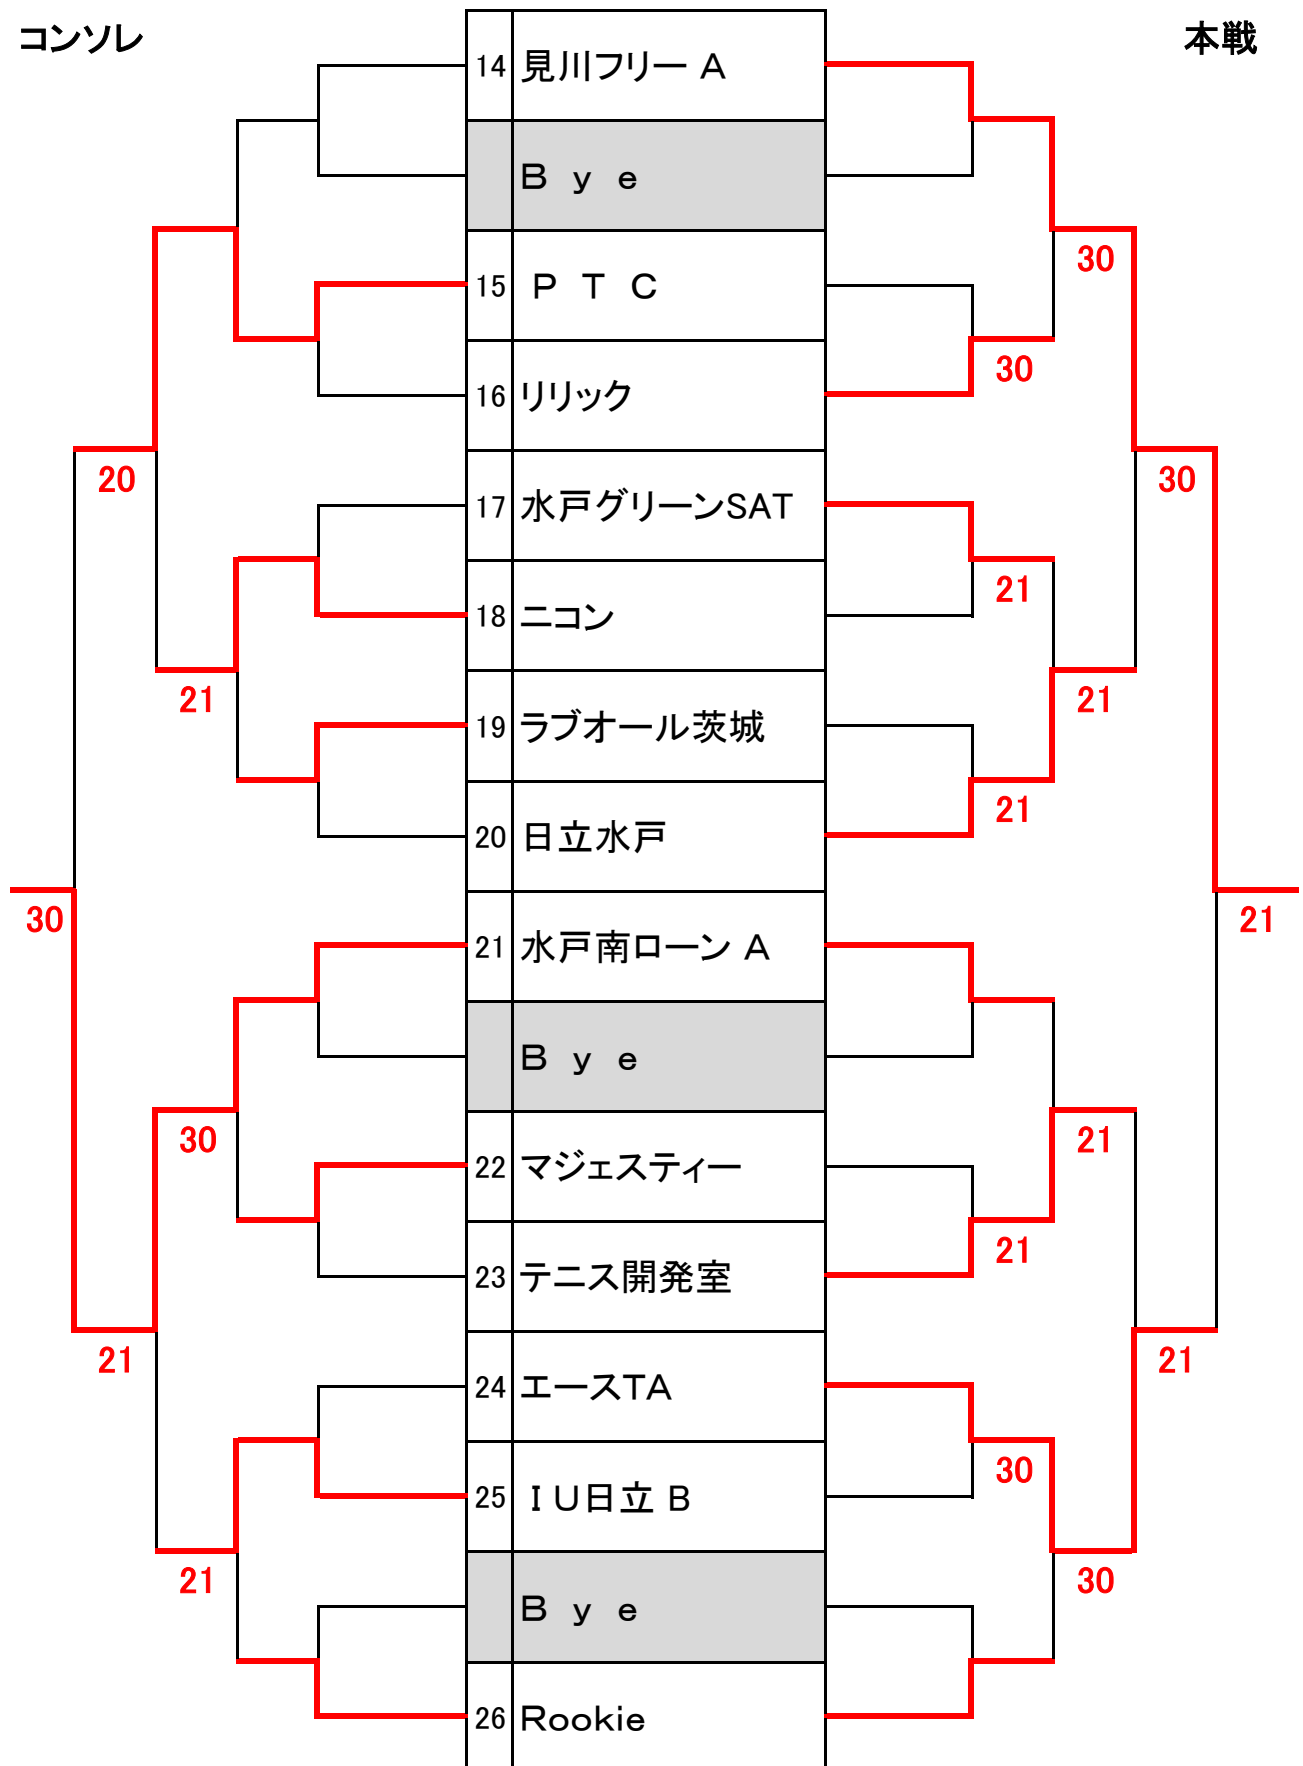 コンソレ
本戦
14 見川フリー A
Ｂ ｙ ｅ
30
15 Ｐ Ｔ Ｃ
30
16 リリック
20
30
17 水戸グリーンSAT
21
18 ニコン
21
21
19 ラブオール茨城
21
20 日立水戸
30
21
21 水戸南ローン A
Ｂ ｙ ｅ
30
21
22 マジェスティー
21
23 テニス開発室
21
21
24 エースTA
30
25 ＩＵ日立 B
21
30
Ｂ ｙ ｅ
26 Rookie